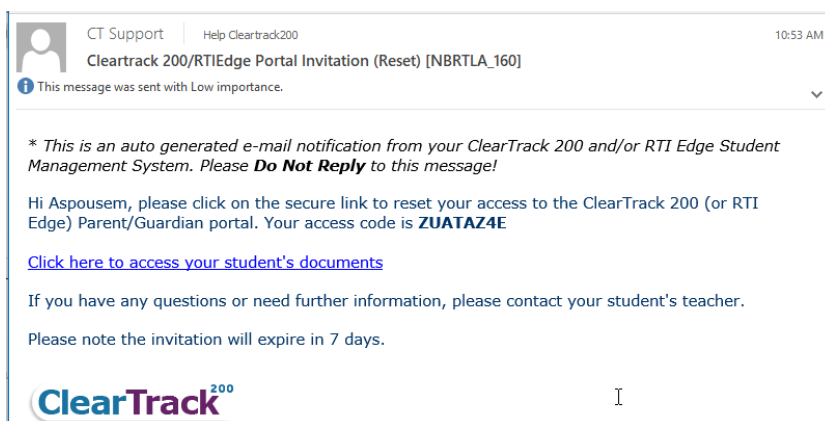 CT Support Help Cleartrack200 10:53 AM
Cleartrack 200/RTIEdge Portal Invitation (Reset) [NBRTLA_160]
This message was sent with Low importance.
* This is an auto generated e-mail notification from your ClearTrack 200 and/or RTI Edge Student
Management System. Please Do Not Reply to this message!
Hi Aspousem, please click on the secure link to reset your access to the ClearTrack 200 (or RTI
Edge) Parent/Guardian portal. Your access code is ZUATAZ4E
Click here to access your student's documents
If you have any questions or need further information, please contact your student's teacher.
Please note the invitation will expire in 7 days.
ClearTrack200